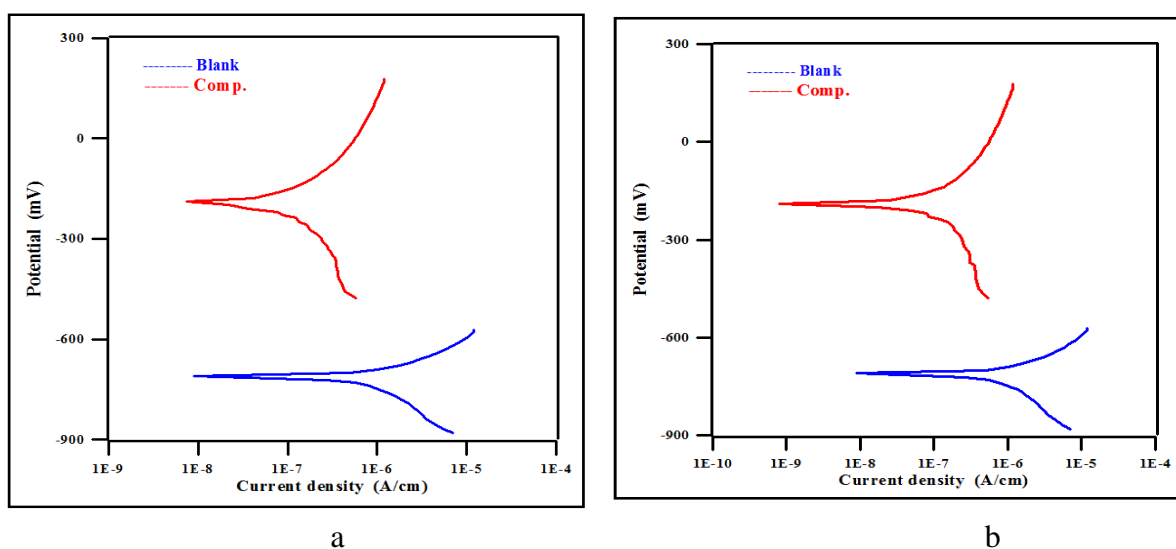 300
0
-300
-600
-900
Potential (mV)
--------- Blank
------- Comp.
1E-9 1E-8 1E-7 1E-6 1E-5 1E-4
Current density (A/cm)
a
300
0
-300
-600
-900
Potential (mV)
--------- Blank
------- Comp.
1E-10 1E-9 1E-8 1E-7 1E-6 1E-5 1E-4
Current density (A/cm)
b